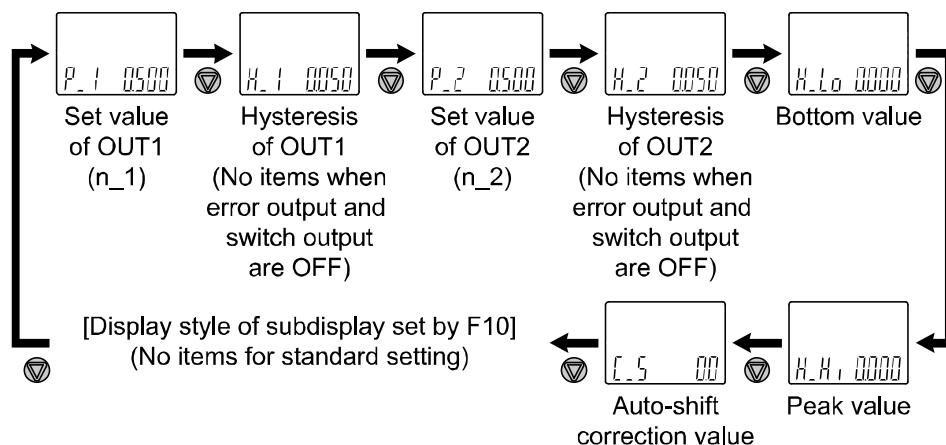 P_1 0.500
H_1 0.050
P_2 0.500
H_2 0.050
H_Lo 0.000
Set value
of OUT1
(n_1)
Hysteresis
of OUT1
(No items when
error output and
switch output
are OFF)
Set value
of OUT2
(n_2)
Hysteresis
of OUT2
(No items when
error output and
switch output
are OFF)
Bottom value
H_Hi 0.000
Peak value
C_S 00
Auto-shift
correction value
[Display style of subdisplay set by F10]
(No items for standard setting)